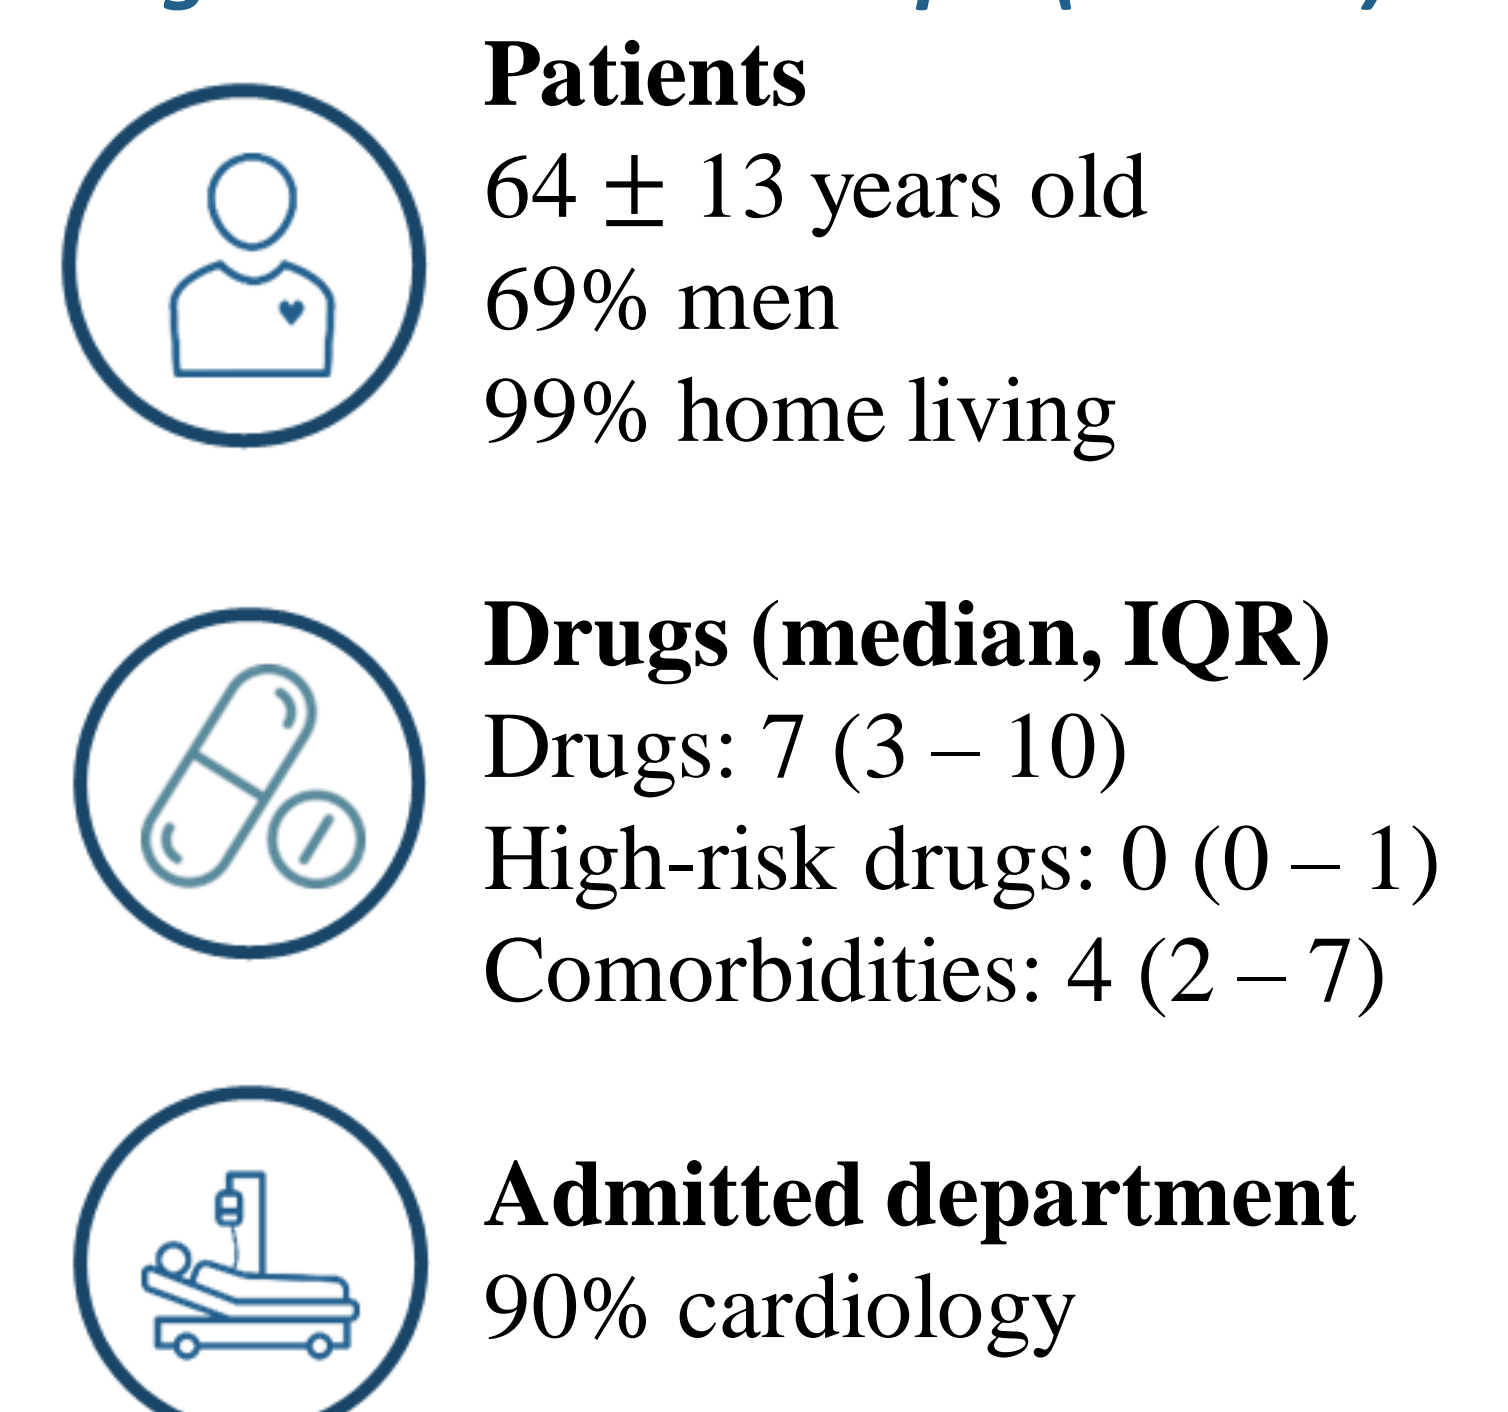 Patients
64 ± 13 years old
69% men
99% home living
Drugs (median, IQR)
Drugs: 7 (3 – 10)
High-risk drugs: 0 (0 – 1)
Comorbidities: 4 (2 – 7)
Admitted department
90% cardiology